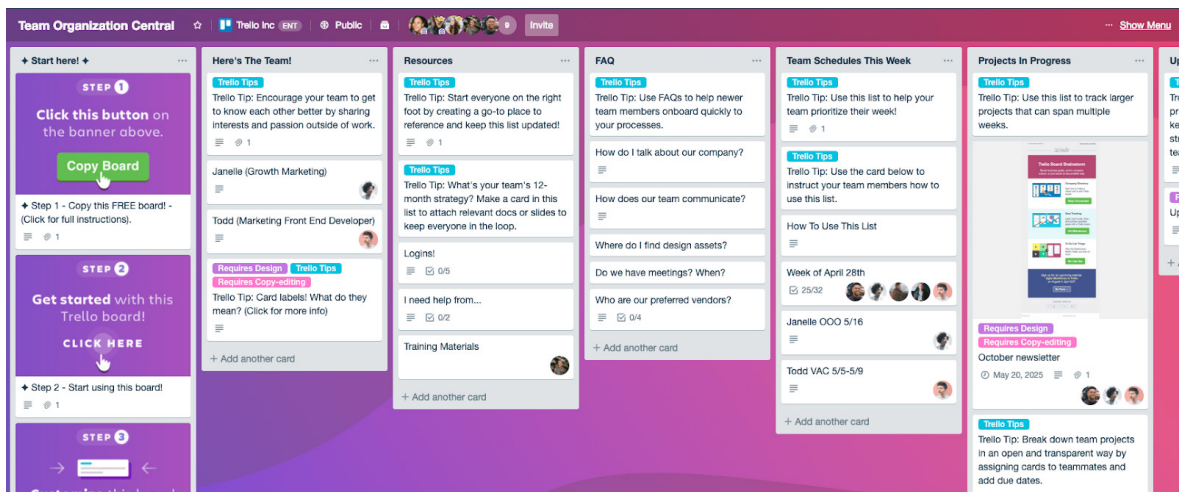 Team Organization Central
Trello Inc
ENT
Public
9
Invite
Show Menu
✦ Start here! ✦
STEP 1
Click this button on
the banner above.
Copy Board
✦ Step 1 - Copy this FREE board! -
(Click for full instructions).
1
STEP 2
Get started with this
Trello board!
CLICK HERE
✦ Step 2 - Start using this board!
1
STEP 3
Here's The Team!
Trello Tips
Trello Tip: Encourage your team to get
to know each other better by sharing
interests and passion outside of work.
1
Janelle (Growth Marketing)
Todd (Marketing Front End Developer)
Requires Design Trello Tips
Requires Copy-editing
Trello Tip: Card labels! What do they
mean? (Click for more info)
+ Add another card
Resources
Trello Tips
Trello Tip: Start everyone on the right
foot by creating a go-to place to
reference and keep this list updated!
1
Trello Tips
Trello Tip: What's your team's 12-
month strategy? Make a card in this
list to attach relevant docs or slides to
keep everyone in the loop.
Logins!
0/5
I need help from...
0/2
Training Materials
+ Add another card
FAQ
Trello Tips
Trello Tip: Use FAQs to help newer
team members onboard quickly to
your processes.
How do I talk about our company?
How does our team communicate?
Where do I find design assets?
Do we have meetings? When?
Who are our preferred vendors?
0/4
+ Add another card
Team Schedules This Week
Trello Tips
Trello Tip: Use this list to help your
team prioritize their week!
1
Trello Tips
Trello Tip: Use the card below to
instruct your team members how to
use this list.
How To Use This List
Week of April 28th
25/32
Janelle OOO 5/16
Todd VAC 5/5-5/9
+ Add another card
Projects In Progress
Trello Tips
Trello Tip: Use this list to track larger
projects that can span multiple
weeks.
Trello Board Brainstorm
Requires Design
Requires Copy-editing
October newsletter
May 20, 2025
1
Trello Tips
Trello Tip: Break down team projects
in an open and transparent way by
assigning cards to teammates and
add due dates.